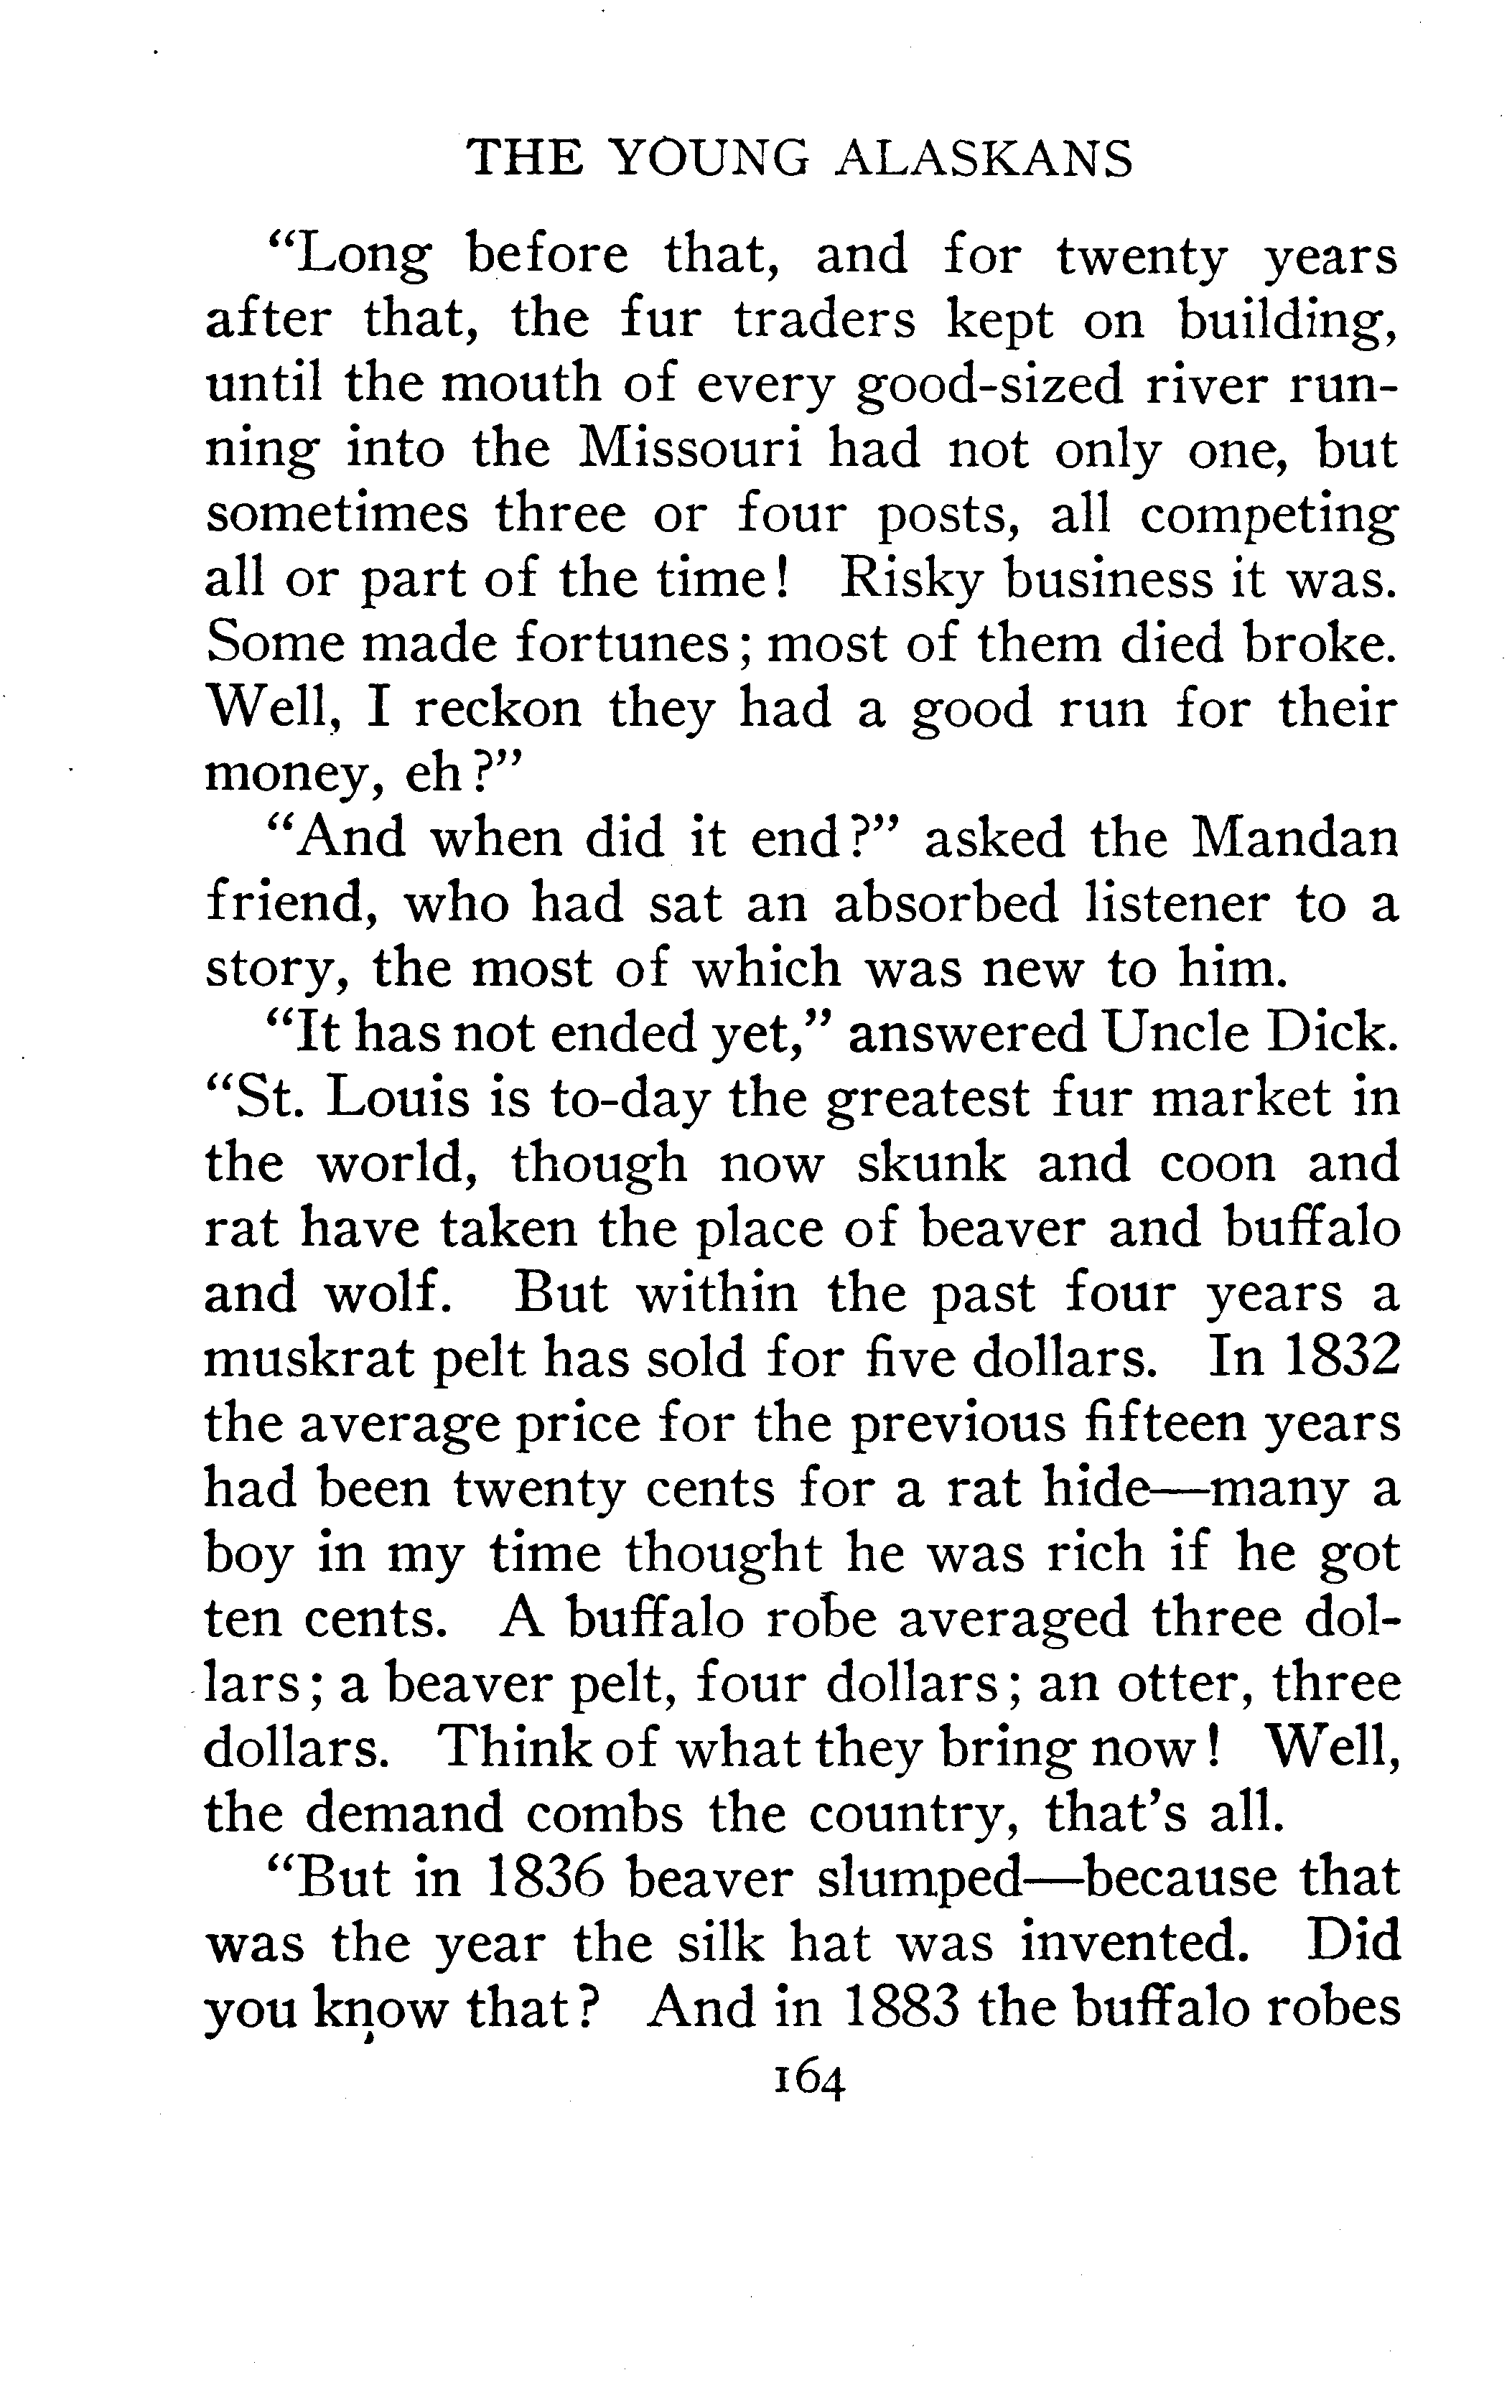 THE YOUNG ALASKANS
“Long before that, and for twenty years
after that, the fur traders kept on building,
until the mouth of every good-sized river run-
ning into the Missouri had not only one, but
sometimes three or four posts, all competing
all or part of the time! Risky business it was.
Some made fortunes; most of them died broke.
Well, I reckon they had a good run for their
money, eh?”
“And when did it end?” asked the Mandan
friend, who had sat an absorbed listener to a
story, the most of which was new to him.
“It has not ended yet,” answered Uncle Dick.
“St. Louis is to-day the greatest fur market in
the world, though now skunk and coon and
rat have taken the place of beaver and buffalo
and wolf. But within the past four years a
muskrat pelt has sold for five dollars. In 1832
the average price for the previous fifteen years
had been twenty cents for a rat hide—many a
boy in my time thought he was rich if he got
ten cents. A buffalo robe averaged three dol-
lars; a beaver pelt, four dollars; an otter, three
dollars. Think of what they bring now! Well,
the demand combs the country, that's all.
“But in 1836 beaver slumped—because that
was the year the silk hat was invented. Did
you know that? And in 1883 the buffalo robes
164